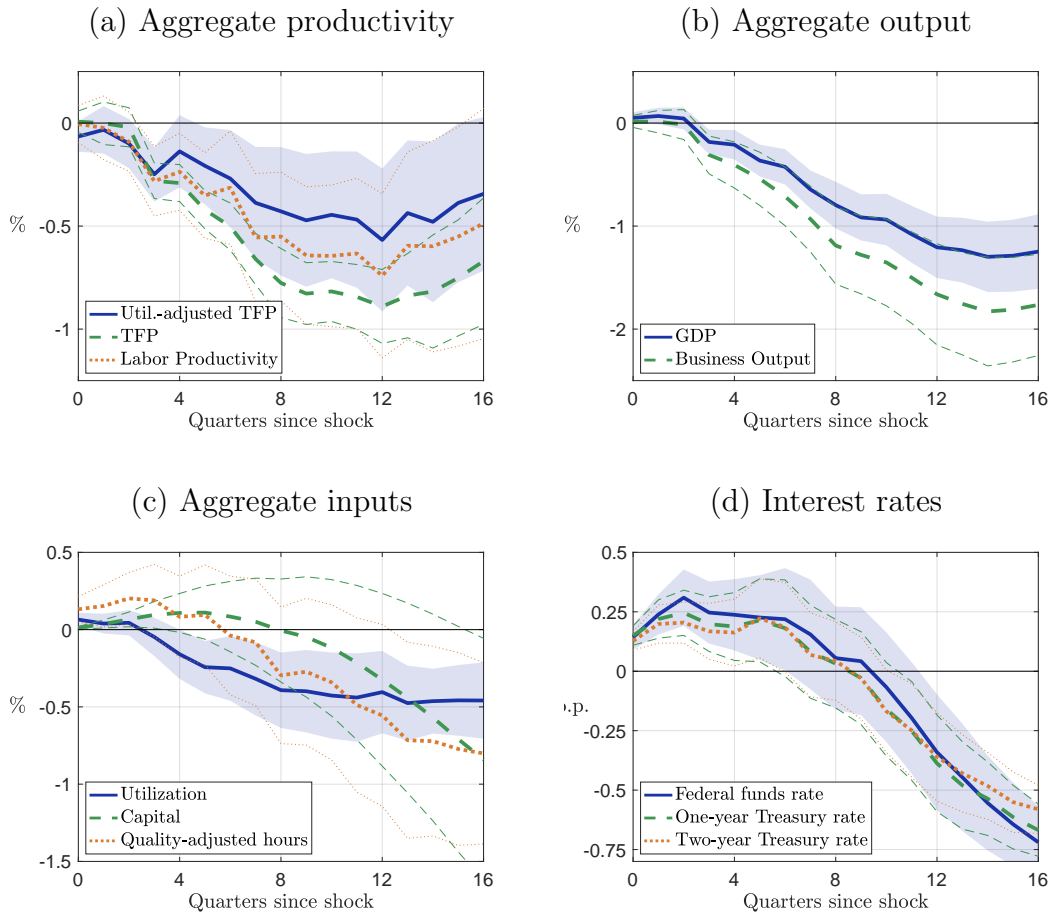 (a) Aggregate productivity
0
-0.5
-1
%
Util.-adjusted TFP
TFP
Labor Productivity
0 4 8 12 16
Quarters since shock
(b) Aggregate output
0
-1
-2
%
GDP
Business Output
0 4 8 12 16
Quarters since shock
(c) Aggregate inputs
0.5
0
-0.5
-1
-1.5
%
Utilization
Capital
Quality-adjusted hours
0 4 8 12 16
Quarters since shock
(d) Interest rates
0.5
0.25
0
-0.25
-0.5
-0.75
p.p.
Federal funds rate
One-year Treasury rate
Two-year Treasury rate
0 4 8 12 16
Quarters since shock